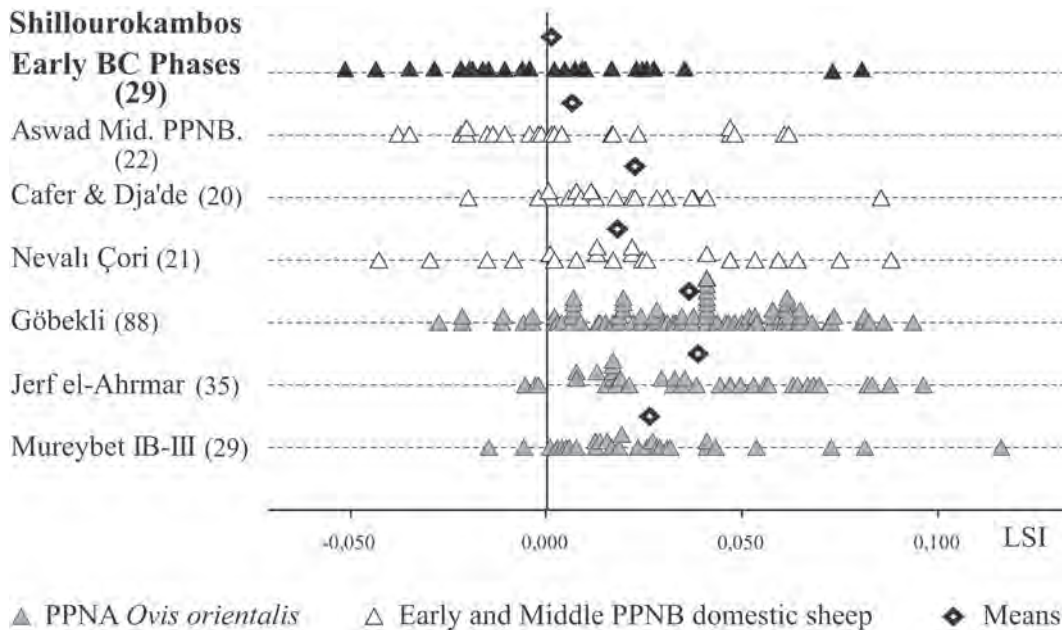 Shillourokambos
Early BC Phases
(29)
Aswad Mid. PPNB.
(22)
Cafer & Dja'de (20)
Nevalı Çori (21)
Göbekli (88)
Jerf el-Ahrmar (35)
Mureybet IB-III (29)
-0,050 0,000 0,050 0,100 LSI
PPNA Ovis orientalis Early and Middle PPNB domestic sheep Means